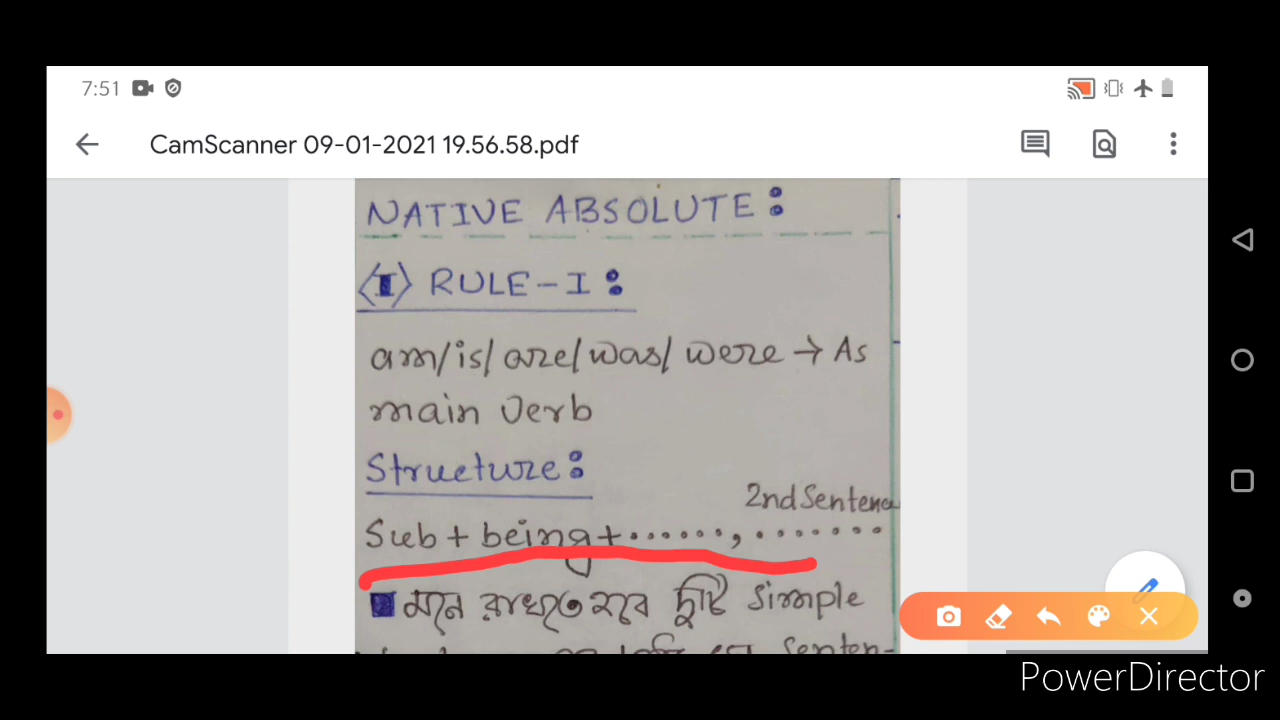 7:51
CamScanner 09-01-2021 19.56.58.pdf
NATIVE ABSOLUTE:
<I> RULE-I:
am/is/are/was/were → As
main verb
Structure:
2nd Sentence
Sub + being + ......, .......
■ মনে রাখতে হবে দুটি simple
Senten-
PowerDirector